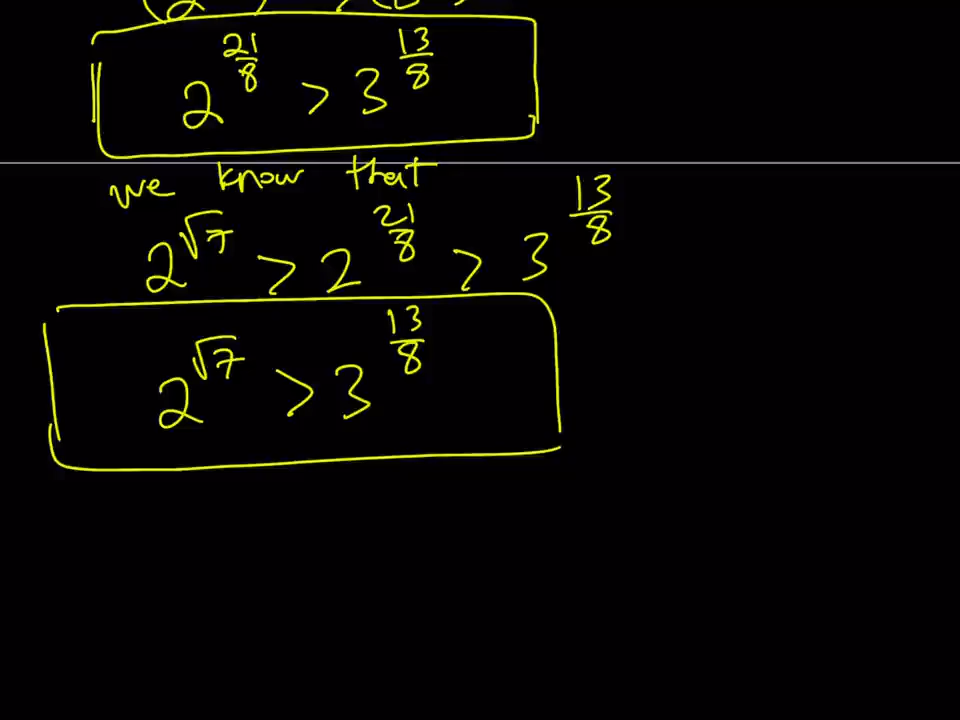 2^(21/8) > 3^(13/8)
we know that
2^√7 > 2^(21/8) > 3^(13/8)
2^√7 > 3^(13/8)